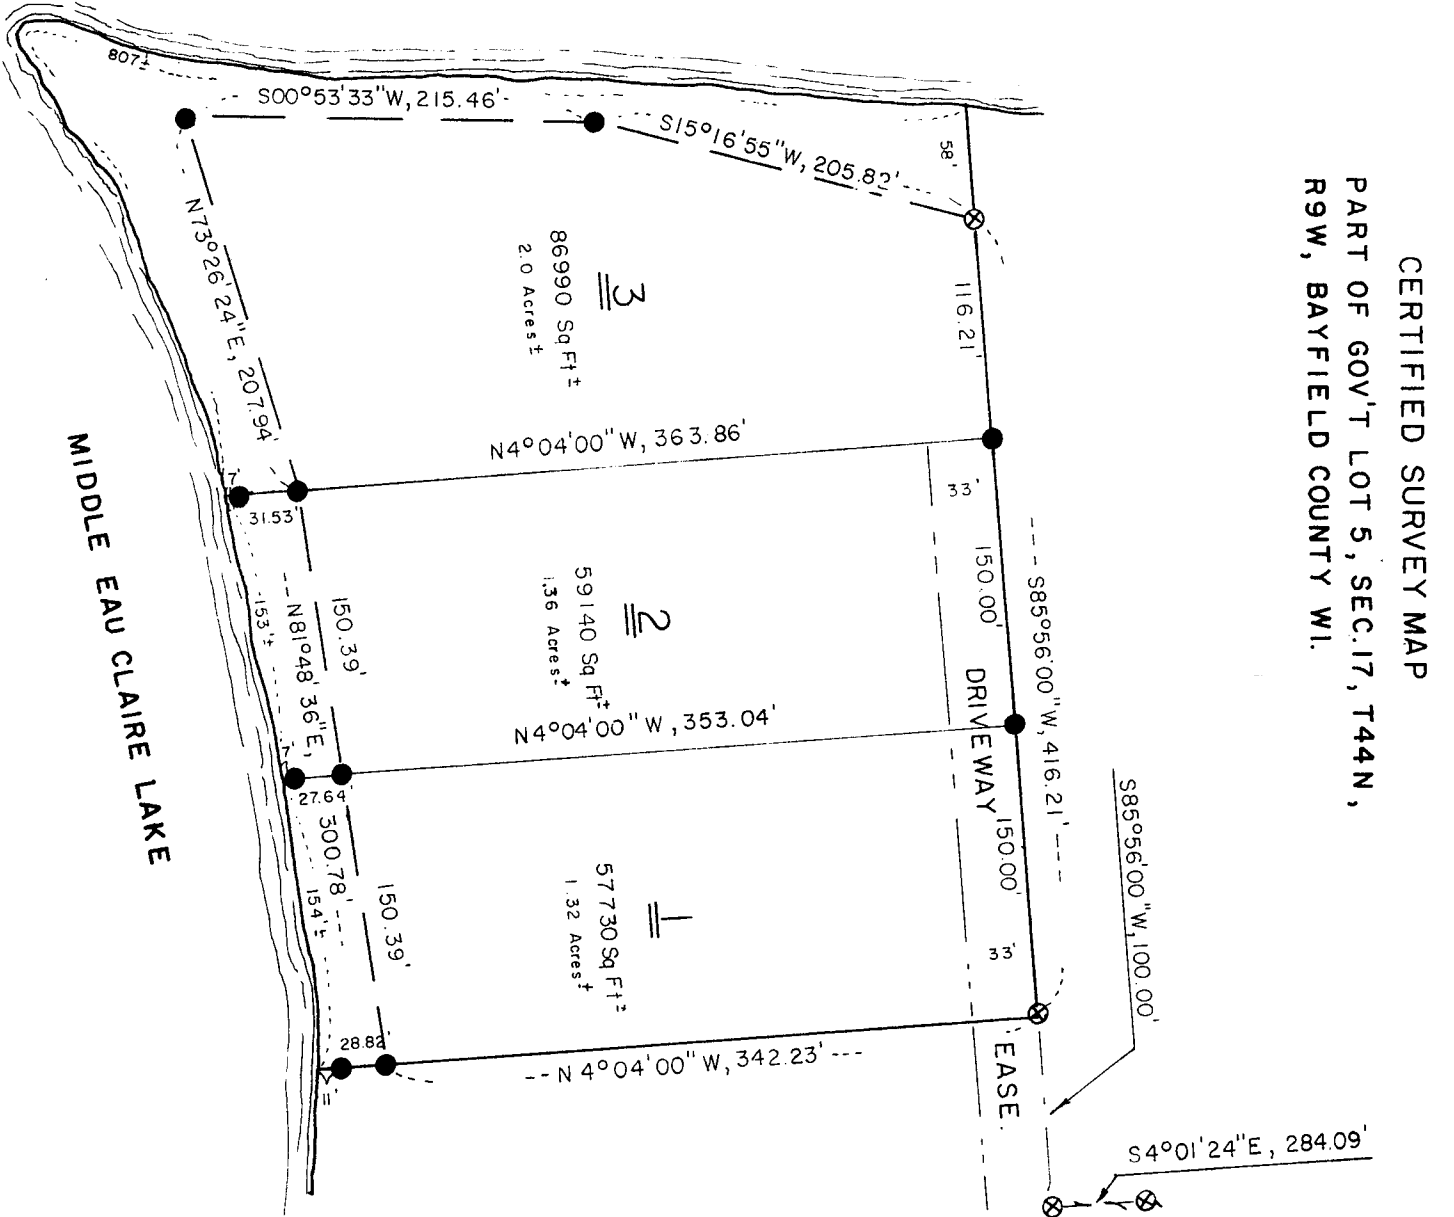 CERTIFIED SURVEY MAP
PART OF GOV'T LOT 5, SEC. 17, T44N,
R9W, BAYFIELD COUNTY WI.
807±
S00°53'33"W, 215.46'
S15°16'55"W, 205.82'
58'
116.21'
N73°26'24"E, 207.94'
3
86990 Sq Ft±
2.0 Acres±
N4°04'00"W, 363.86'
33'
7'
31.53'
150.39'
153'±
N81°48'36"E,
300.78'
2
59140 Sq Ft±
1.36 Acres±
150.00'
S85°56'00"W, 416.21'
DRIVEWAY
EASE.
N4°04'00"W, 353.04'
7'
27.64'
150.39'
154'±
1
57730 Sq Ft±
1.32 Acres±
150.00'
33'
S85°56'00"W, 100.00'
28.82'
11'
N4°04'00"W, 342.23'
S4°01'24"E, 284.09'
MIDDLE EAU CLAIRE LAKE